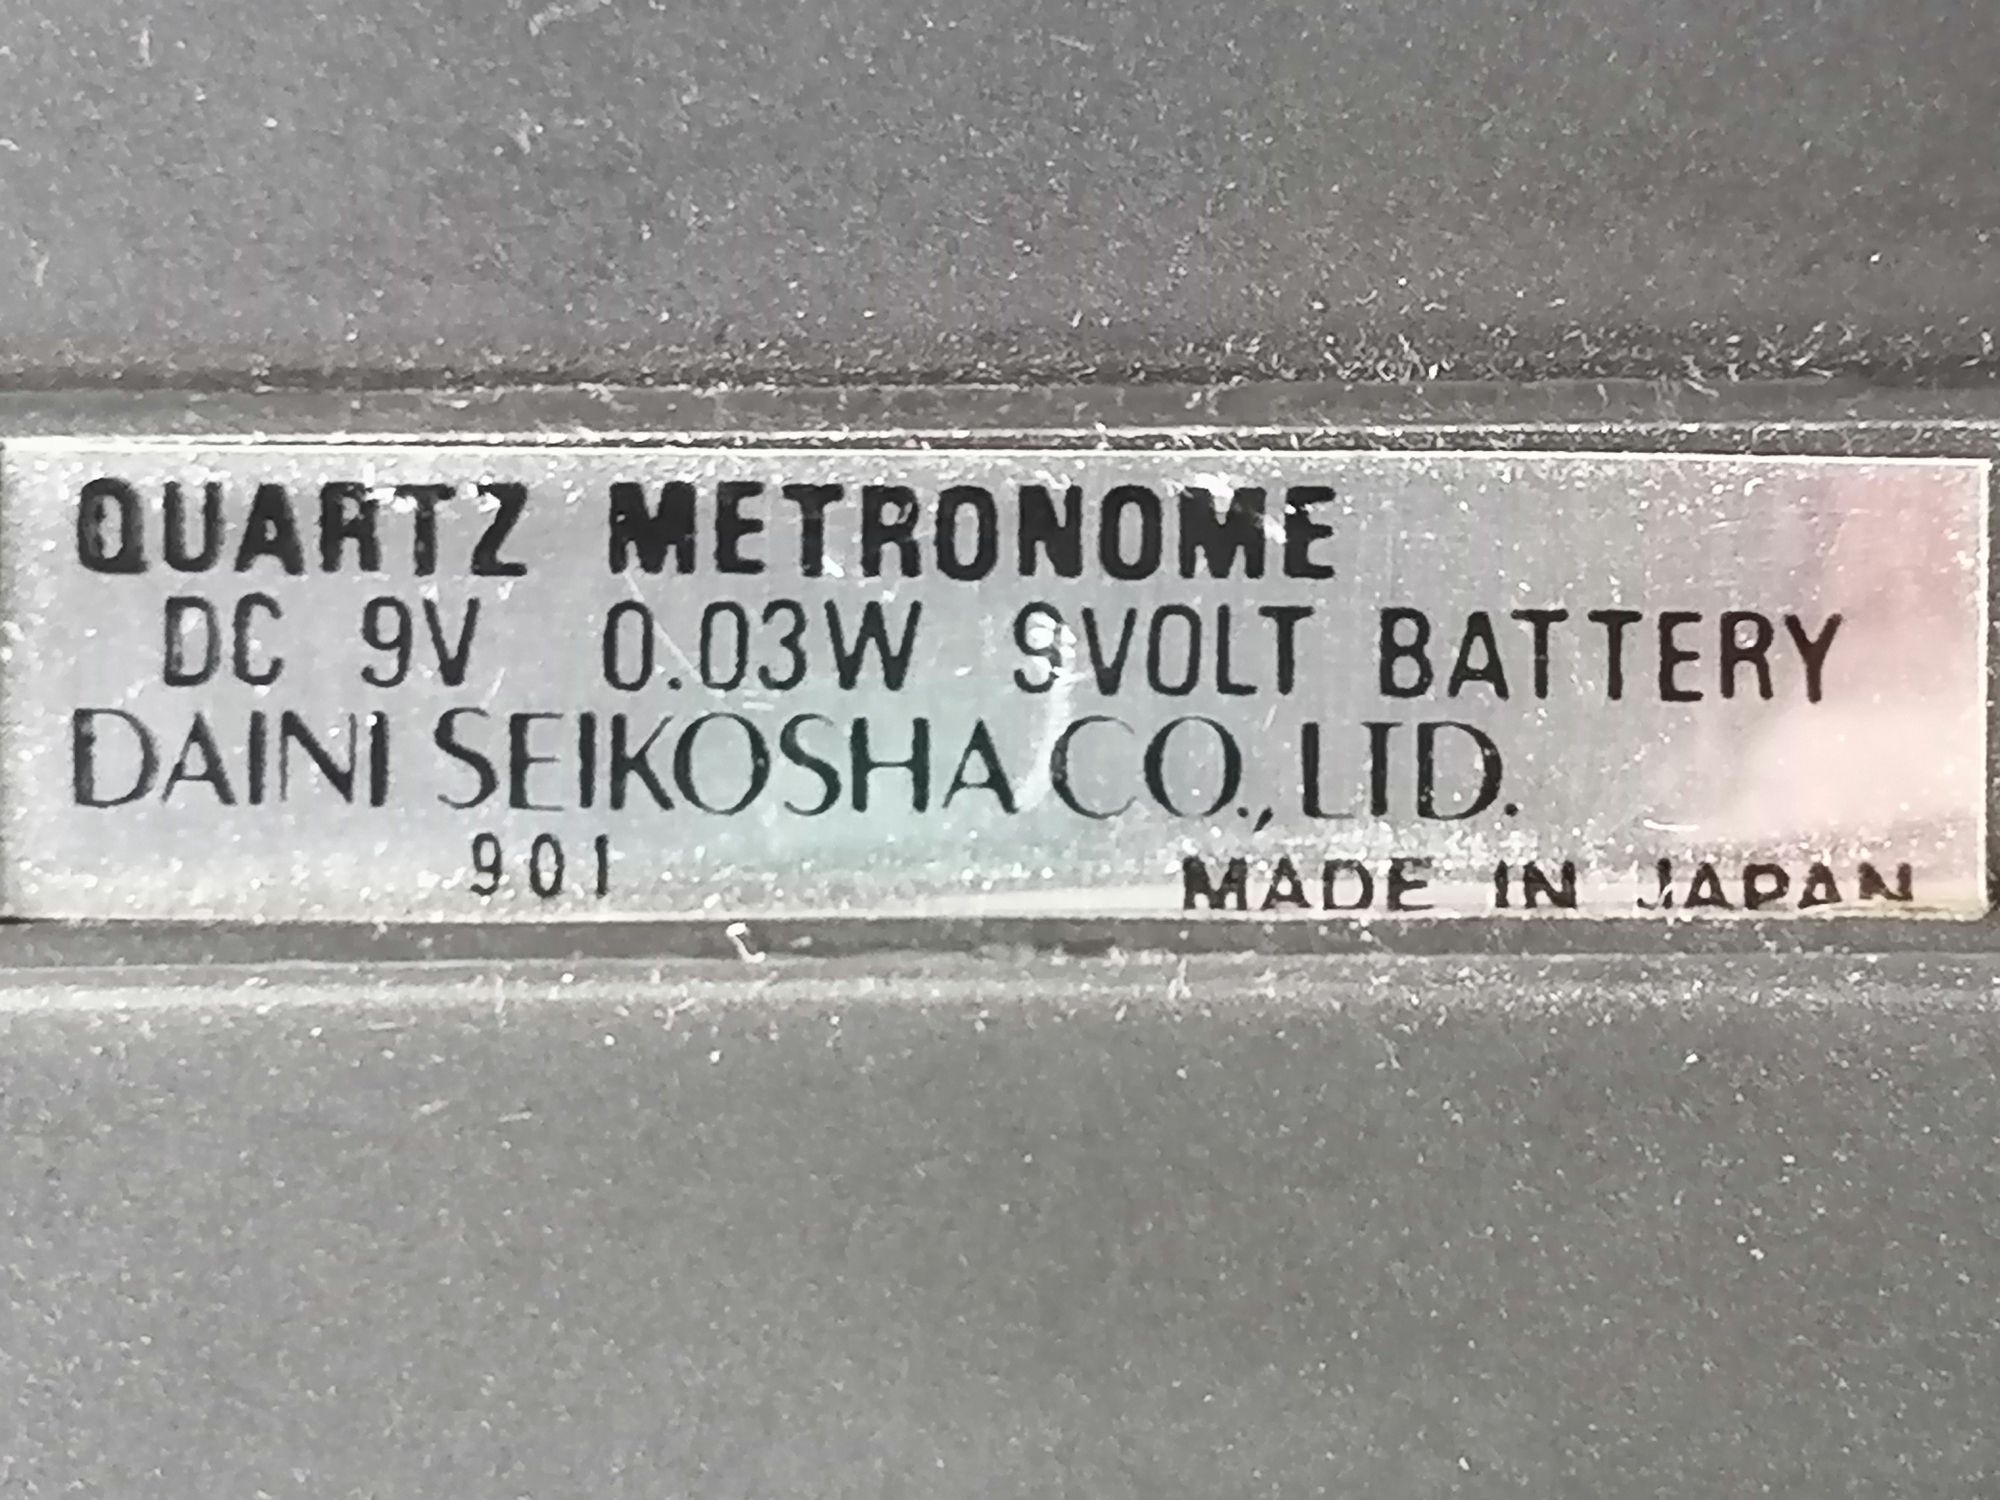 QUARTZ METRONOME
DC 9V 0.03W 9VOLT BATTERY
DAINI SEIKOSHA CO., LTD.
901
MADE IN JAPAN